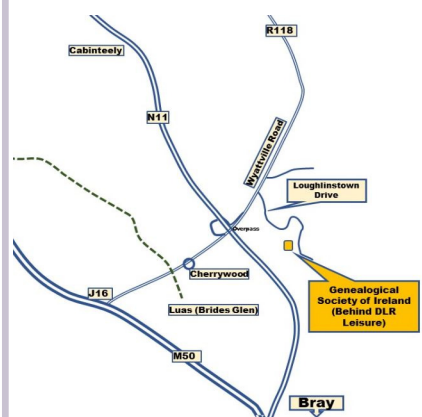 R118
Cabinteely
N11
Wyattville Road
Loughlinstown
Drive
Overpass
Cherrywood
Genealogical
Society of Ireland
(Behind DLR
Leisure)
J16
Luas (Brides Glen)
M50
Bray